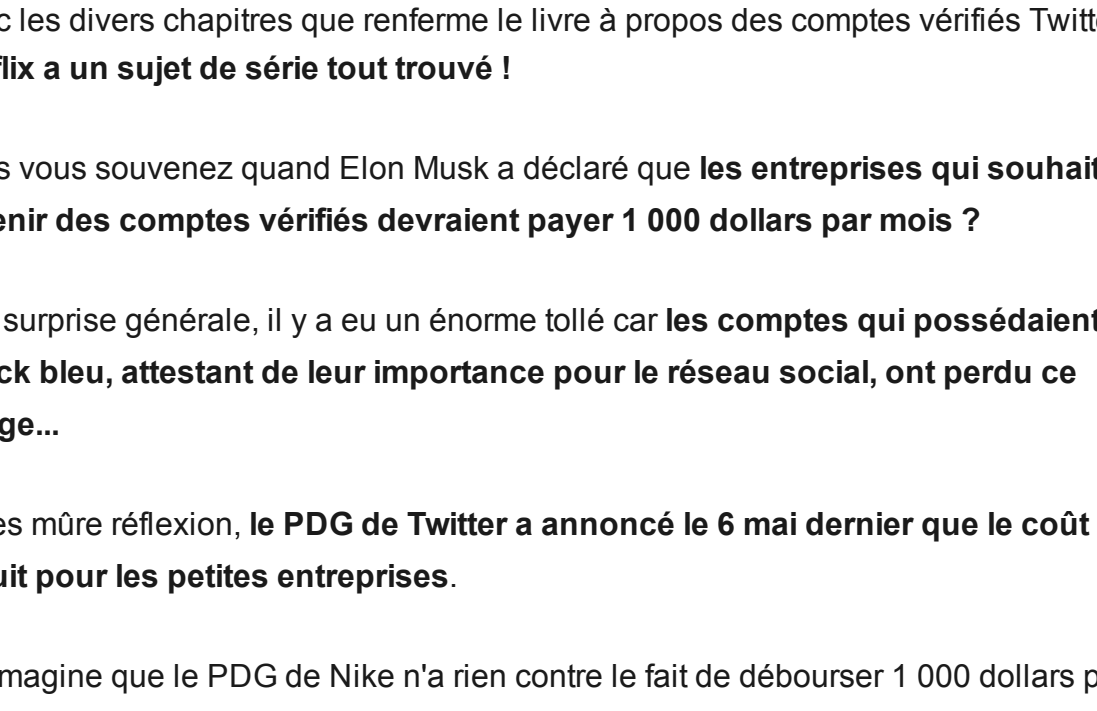 c les divers chapitres que renferme le livre à propos des comptes vérifiés Twitt
flix a un sujet de série tout trouvé !
s vous souvenez quand Elon Musk a déclaré que les entreprises qui souhait
enir des comptes vérifiés devraient payer 1 000 dollars par mois ?
surprise générale, il y a eu un énorme tollé car les comptes qui possédaient
ck bleu, attestant de leur importance pour le réseau social, ont perdu ce
ge...
es mûre réflexion, le PDG de Twitter a annoncé le 6 mai dernier que le coût
uit pour les petites entreprises.
magine que le PDG de Nike n'a rien contre le fait de débourser 1 000 dollars p